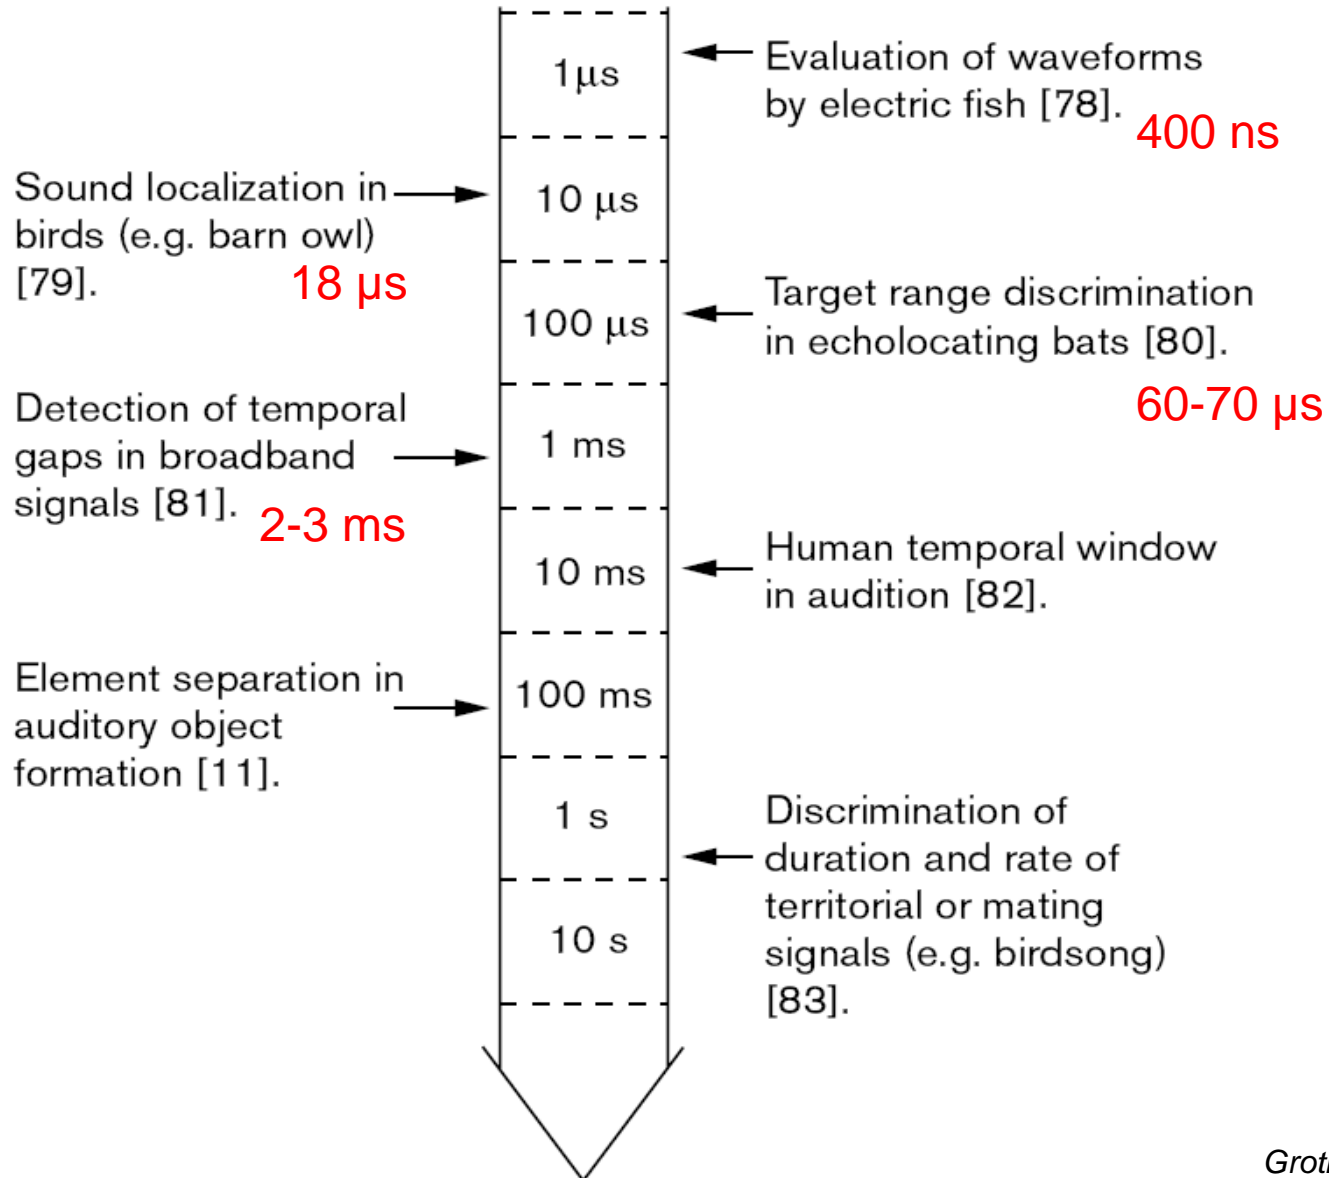 1μs
Evaluation of waveforms
by electric fish [78].
400 ns
Sound localization in
birds (e.g. barn owl)
[79].
18 μs
10 μs
100 μs
Target range discrimination
in echolocating bats [80].
60-70 μs
Detection of temporal
gaps in broadband
signals [81].
2-3 ms
1 ms
10 ms
Human temporal window
in audition [82].
Element separation in
auditory object
formation [11].
100 ms
1 s
Discrimination of
duration and rate of
territorial or mating
signals (e.g. birdsong)
[83].
10 s